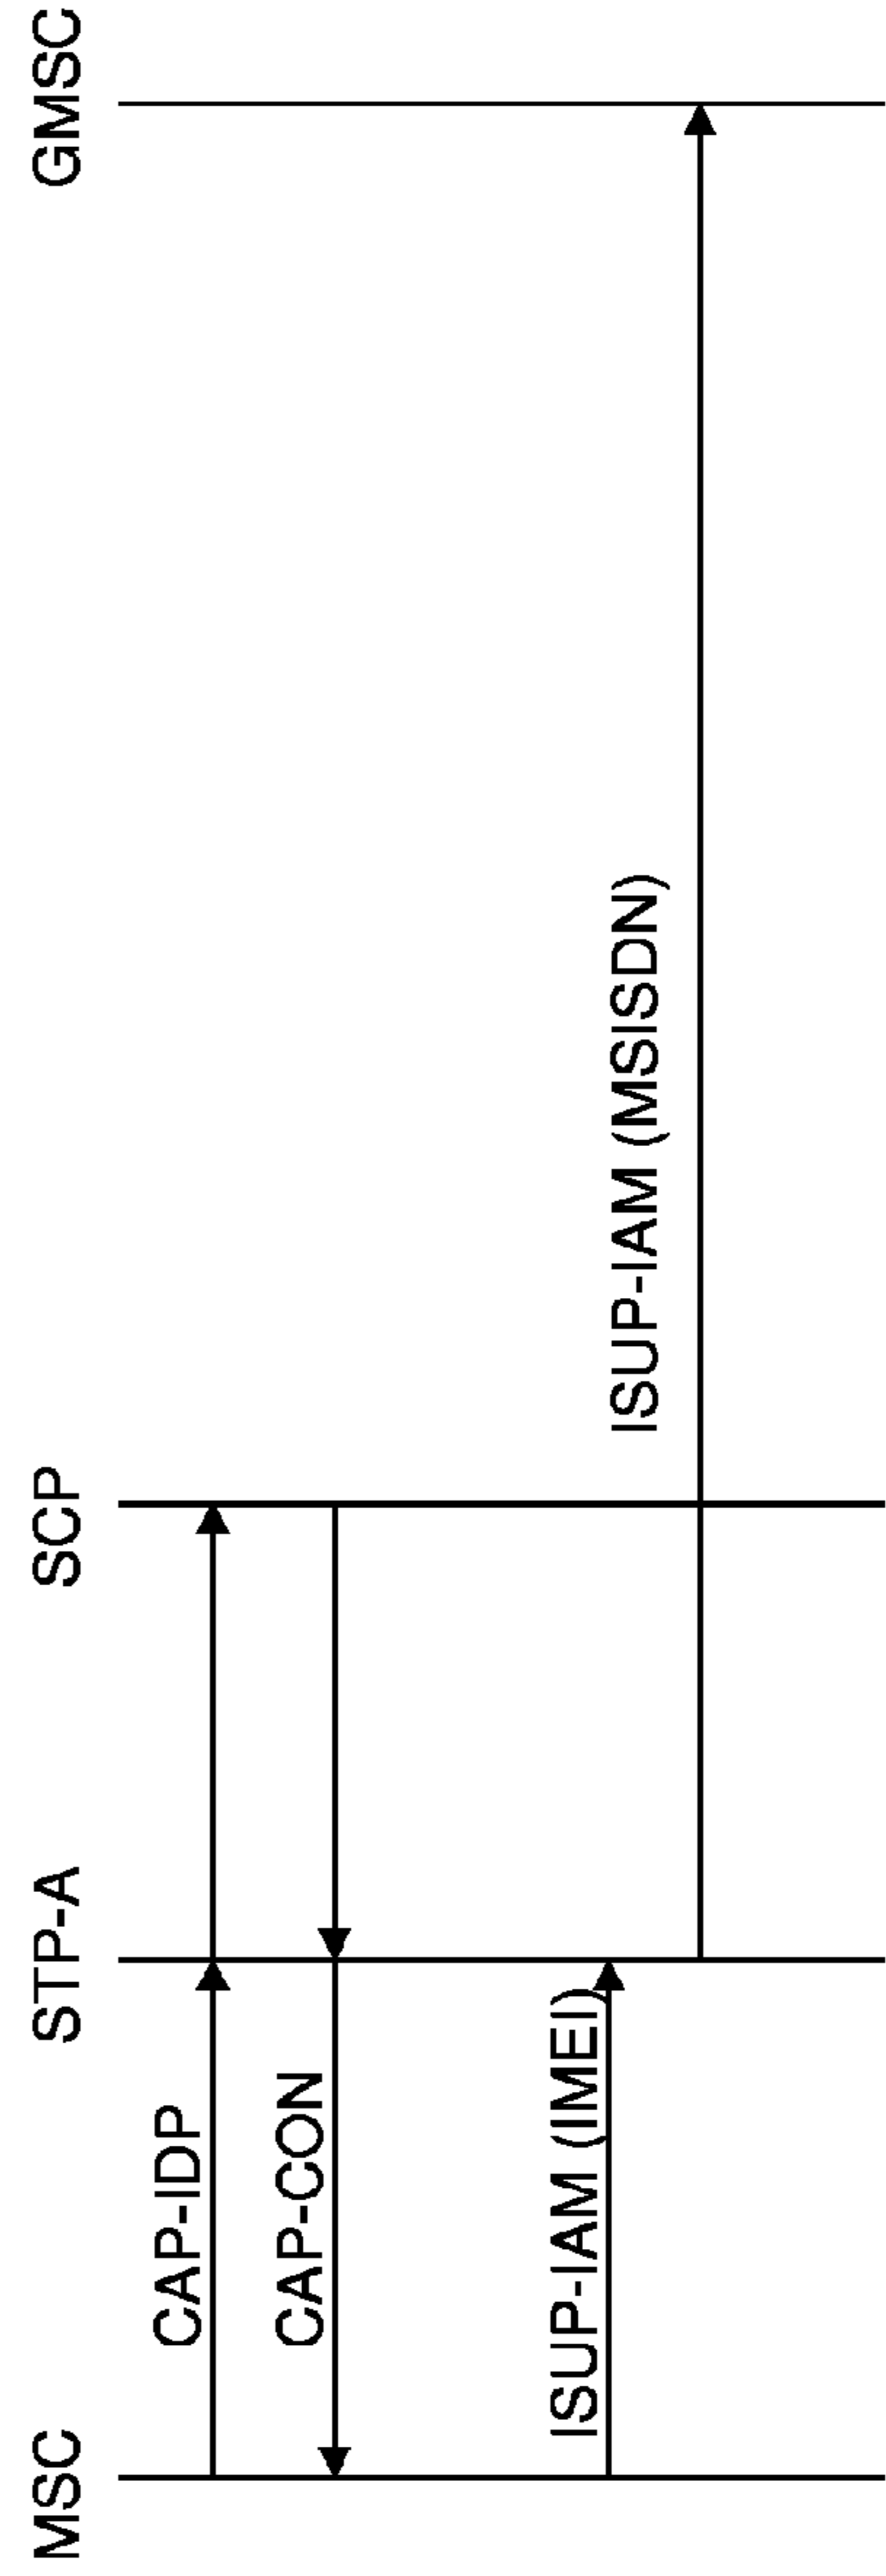 MSC
STP-A
SCP
GMSC
CAP-IDP
CAP-CON
ISUP-IAM (IMEI)
ISUP-IAM (MSISDN)